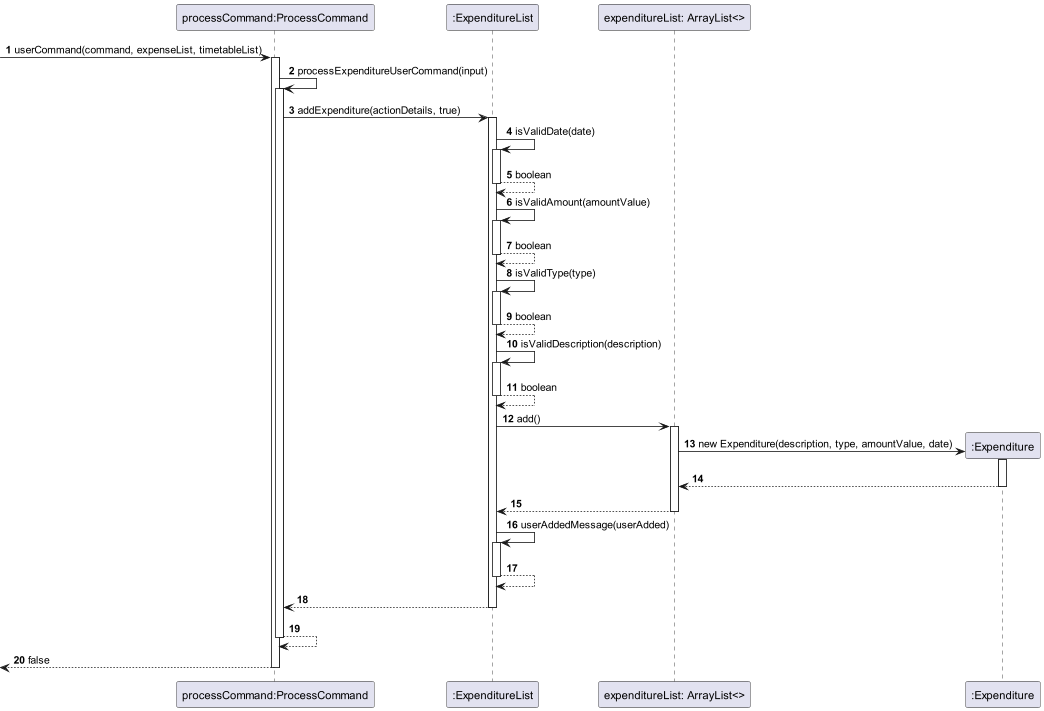 processCommand:ProcessCommand
:ExpenditureList
expenditureList: ArrayList<>
1 userCommand(command, expenseList, timetableList)
2 processExpenditureUserCommand(input)
3 addExpenditure(actionDetails, true)
4 isValidDate(date)
5 boolean
6 isValidAmount(amountValue)
7 boolean
8 isValidType(type)
9 boolean
10 isValidDescription(description)
11 boolean
12 add()
13 new Expenditure(description, type, amountValue, date)
:Expenditure
14
15
16 userAddedMessage(userAdded)
17
18
19
20 false
processCommand:ProcessCommand
:ExpenditureList
expenditureList: ArrayList<>
:Expenditure